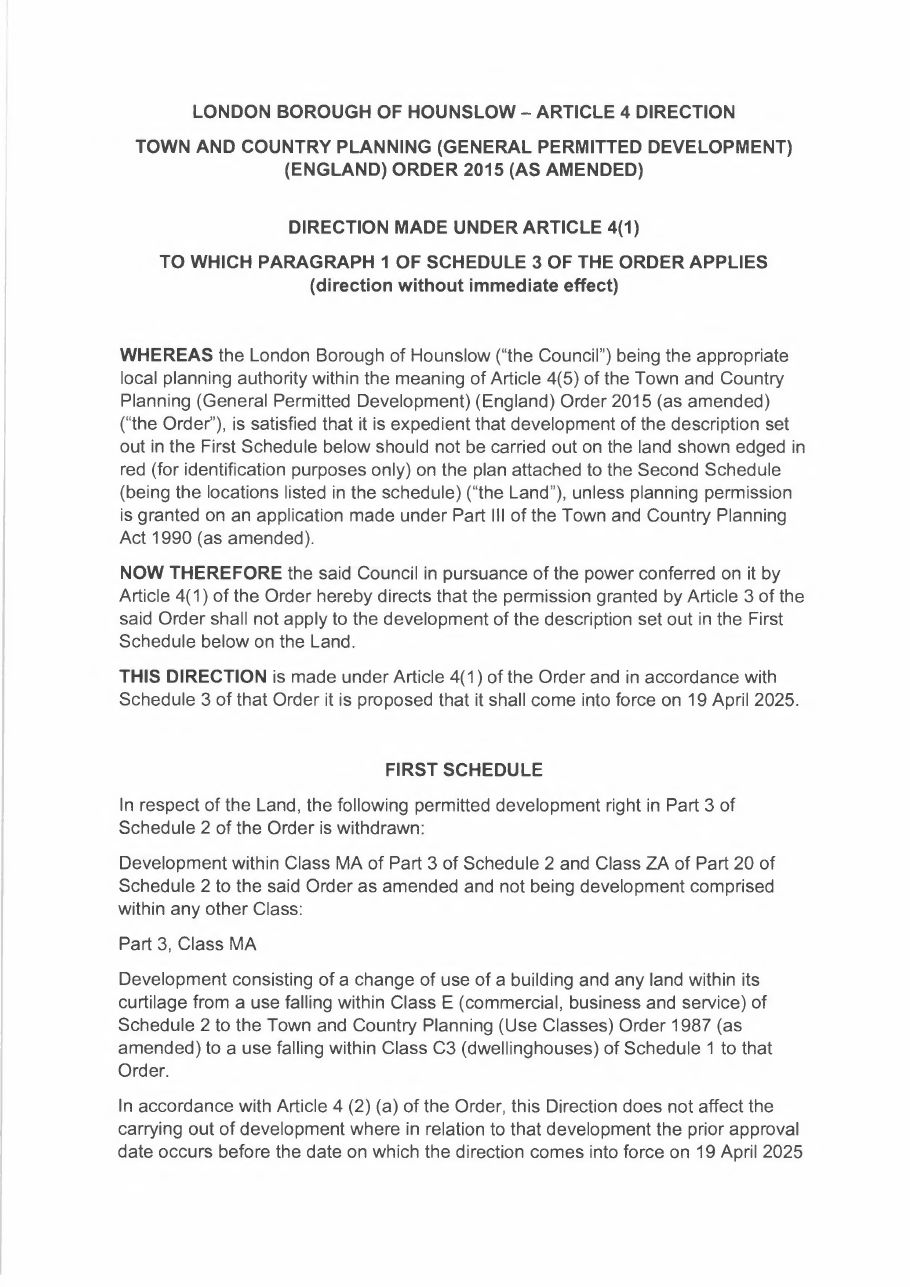 LONDON BOROUGH OF HOUNSLOW – ARTICLE 4 DIRECTION
TOWN AND COUNTRY PLANNING (GENERAL PERMITTED DEVELOPMENT)
(ENGLAND) ORDER 2015 (AS AMENDED)
DIRECTION MADE UNDER ARTICLE 4(1)
TO WHICH PARAGRAPH 1 OF SCHEDULE 3 OF THE ORDER APPLIES
(direction without immediate effect)
WHEREAS the London Borough of Hounslow (“the Council”) being the appropriate
local planning authority within the meaning of Article 4(5) of the Town and Country
Planning (General Permitted Development) (England) Order 2015 (as amended)
(“the Order”), is satisfied that it is expedient that development of the description set
out in the First Schedule below should not be carried out on the land shown edged in
red (for identification purposes only) on the plan attached to the Second Schedule
(being the locations listed in the schedule) (“the Land”), unless planning permission
is granted on an application made under Part III of the Town and Country Planning
Act 1990 (as amended).
NOW THEREFORE the said Council in pursuance of the power conferred on it by
Article 4(1) of the Order hereby directs that the permission granted by Article 3 of the
said Order shall not apply to the development of the description set out in the First
Schedule below on the Land.
THIS DIRECTION is made under Article 4(1) of the Order and in accordance with
Schedule 3 of that Order it is proposed that it shall come into force on 19 April 2025.
FIRST SCHEDULE
In respect of the Land, the following permitted development right in Part 3 of
Schedule 2 of the Order is withdrawn:
Development within Class MA of Part 3 of Schedule 2 and Class ZA of Part 20 of
Schedule 2 to the said Order as amended and not being development comprised
within any other Class:
Part 3, Class MA
Development consisting of a change of use of a building and any land within its
curtilage from a use falling within Class E (commercial, business and service) of
Schedule 2 to the Town and Country Planning (Use Classes) Order 1987 (as
amended) to a use falling within Class C3 (dwellinghouses) of Schedule 1 to that
Order.
In accordance with Article 4 (2) (a) of the Order, this Direction does not affect the
carrying out of development where in relation to that development the prior approval
date occurs before the date on which the direction comes into force on 19 April 2025